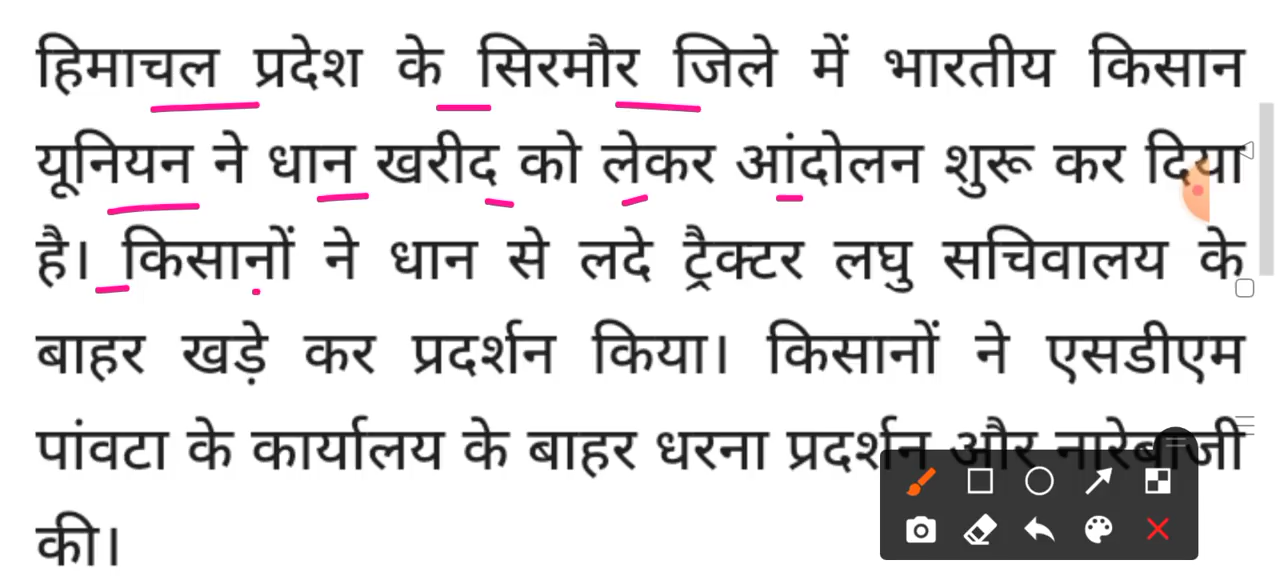 हिमाचल प्रदेश के सिरमौर जिले में भारतीय किसान
यूनियन ने धान खरीद को लेकर आंदोलन शुरू कर दिया
है। किसानों ने धान से लदे ट्रैक्टर लघु सचिवालय के
बाहर खड़े कर प्रदर्शन किया। किसानों ने एसडीएम
पांवटा के कार्यालय के बाहर धरना प्रदर्शन और नारेबाजी
की।